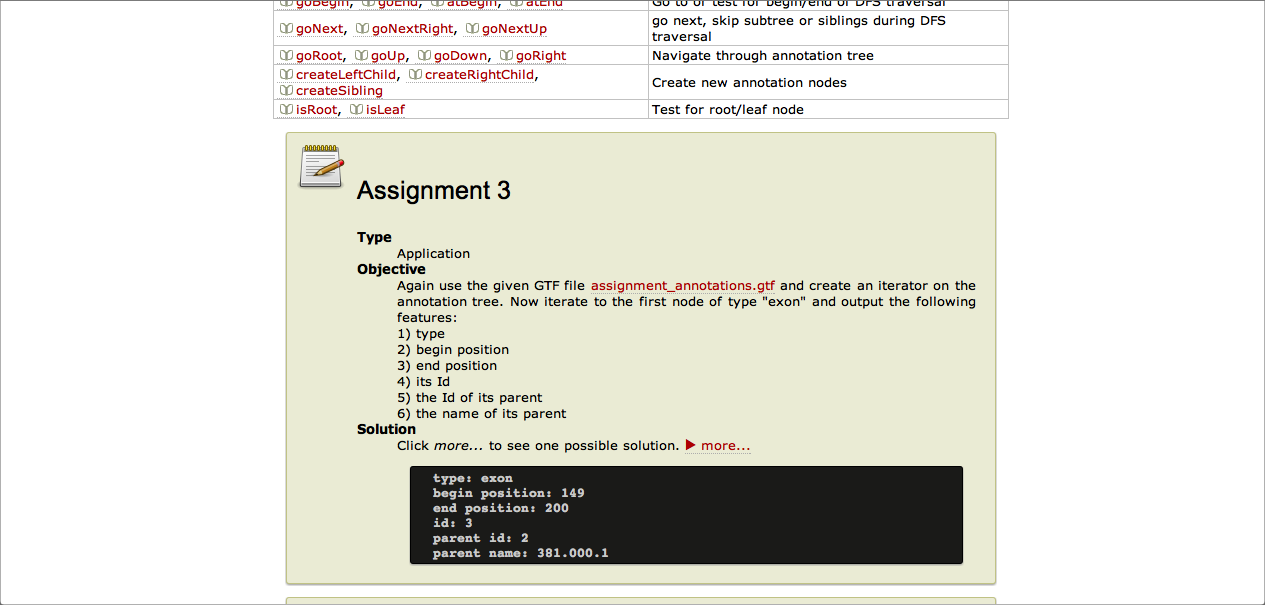 goBegin, goEnd, atBegin, atEnd
Go to or test for begin/end of DFS traversal
goNext, goNextRight, goNextUp
go next, skip subtree or siblings during DFS
traversal
goRoot, goUp, goDown, goRight
Navigate through annotation tree
createLeftChild, createRightChild,
createSibling
Create new annotation nodes
isRoot, isLeaf
Test for root/leaf node
Assignment 3
Type
Application
Objective
Again use the given GTF file assignment_annotations.gtf and create an iterator on the
annotation tree. Now iterate to the first node of type "exon" and output the following
features:
1) type
2) begin position
3) end position
4) its Id
5) the Id of its parent
6) the name of its parent
Solution
Click more... to see one possible solution. more...
type: exon
begin position: 149
end position: 200
id: 3
parent id: 2
parent name: 381.000.1